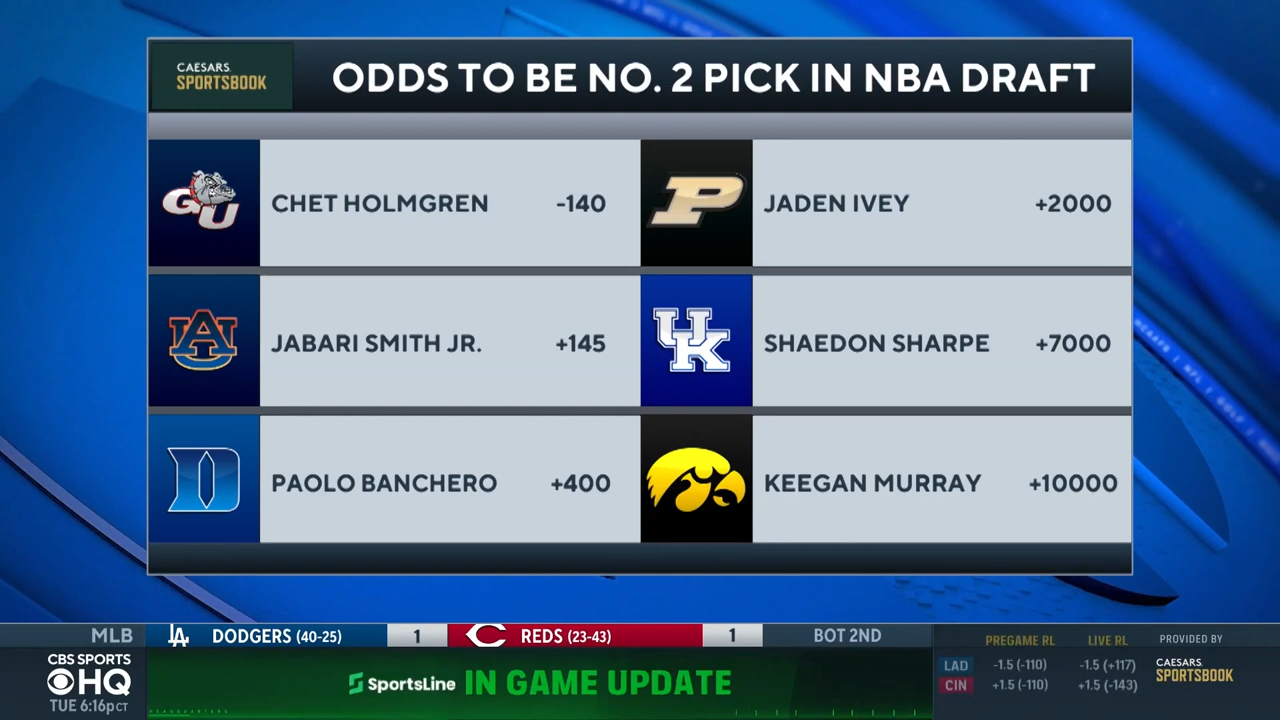 CAESARS
SPORTSBOOK
ODDS TO BE NO. 2 PICK IN NBA DRAFT
GU
CHET HOLMGREN -140
P
JADEN IVEY +2000
AU
JABARI SMITH JR. +145
UK
SHAEDON SHARPE +7000
D
PAOLO BANCHERO +400
KEEGAN MURRAY +10000
MLB
LA DODGERS (40-25) 1
C REDS (23-43) 1
BOT 2ND
CBS SPORTS
HQ
TUE 6:16pCT
SportsLine IN GAME UPDATE
HEADQUARTERS
PREGAME RL LIVE RL PROVIDED BY
LAD -1.5 (-110) -1.5 (+117)
CIN +1.5 (-110) +1.5 (-143)
CAESARS
SPORTSBOOK